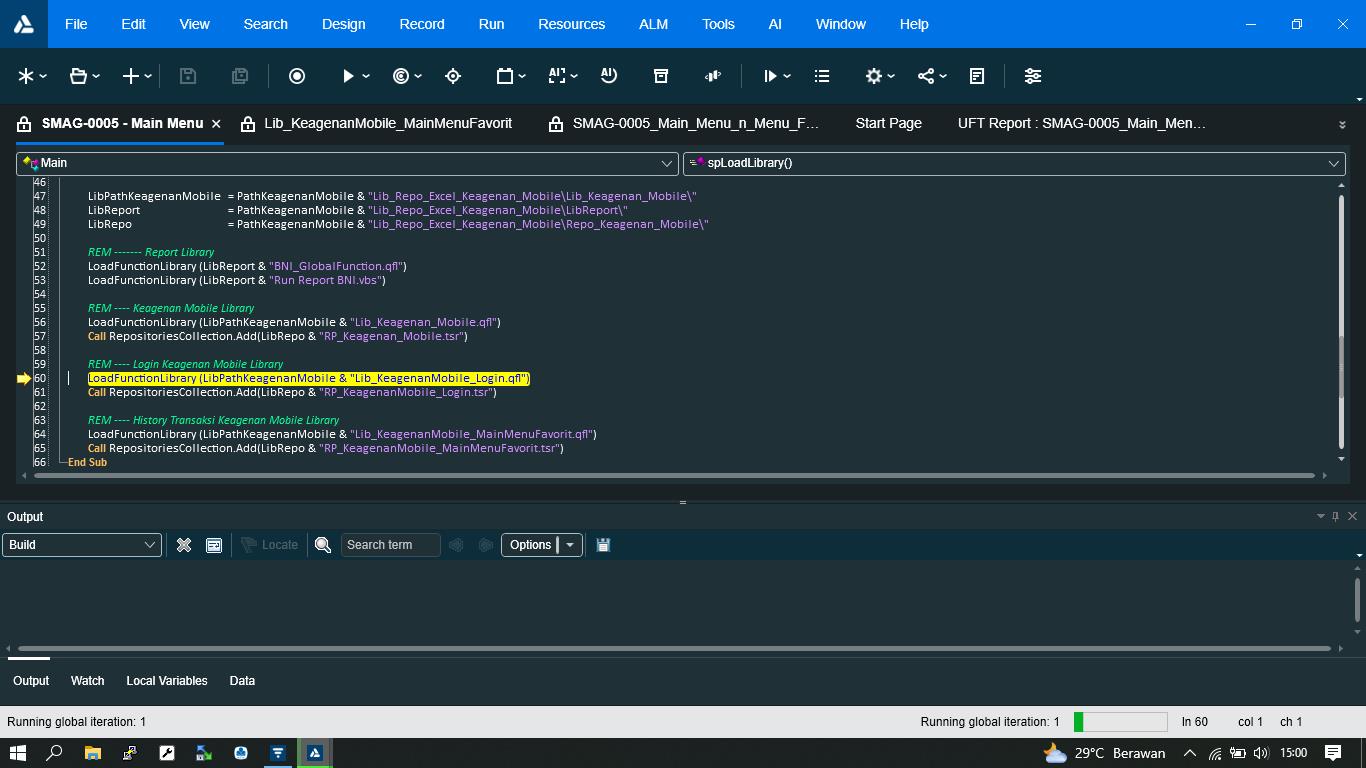 File Edit View Search Design Record Run Resources ALM Tools AI Window Help
SMAG-0005 - Main Menu Lib_KeagenanMobile_MainMenuFavorit SMAG-0005_Main_Menu_n_Menu_F... Start Page UFT Report : SMAG-0005_Main_Men...
Main spLoadLibrary()
46
47 LibPathKeagenanMobile = PathKeagenanMobile & "Lib_Repo_Excel_Keagenan_Mobile\Lib_Keagenan_Mobile\"
48 LibReport = PathKeagenanMobile & "Lib_Repo_Excel_Keagenan_Mobile\LibReport\"
49 LibRepo = PathKeagenanMobile & "Lib_Repo_Excel_Keagenan_Mobile\Repo_Keagenan_Mobile\"
50
51 REM ------- Report Library
52 LoadFunctionLibrary (LibReport & "BNI_GlobalFunction.qfl")
53 LoadFunctionLibrary (LibReport & "Run Report BNI.vbs")
54
55 REM ---- Keagenan Mobile Library
56 LoadFunctionLibrary (LibPathKeagenanMobile & "Lib_Keagenan_Mobile.qfl")
57 Call RepositoriesCollection.Add(LibRepo & "RP_Keagenan_Mobile.tsr")
58
59 REM ---- Login Keagenan Mobile Library
60 LoadFunctionLibrary (LibPathKeagenanMobile & "Lib_KeagenanMobile_Login.qfl")
61 Call RepositoriesCollection.Add(LibRepo & "RP_KeagenanMobile_Login.tsr")
62
63 REM ---- History Transaksi Keagenan Mobile Library
64 LoadFunctionLibrary (LibPathKeagenanMobile & "Lib_KeagenanMobile_MainMenuFavorit.qfl")
65 Call RepositoriesCollection.Add(LibRepo & "RP_KeagenanMobile_MainMenuFavorit.tsr")
66 End Sub
Output
Build Locate Search term Options
Output Watch Local Variables Data
Running global iteration: 1 Running global iteration: 1 ln 60 col 1 ch 1
29°C Berawan 15:00